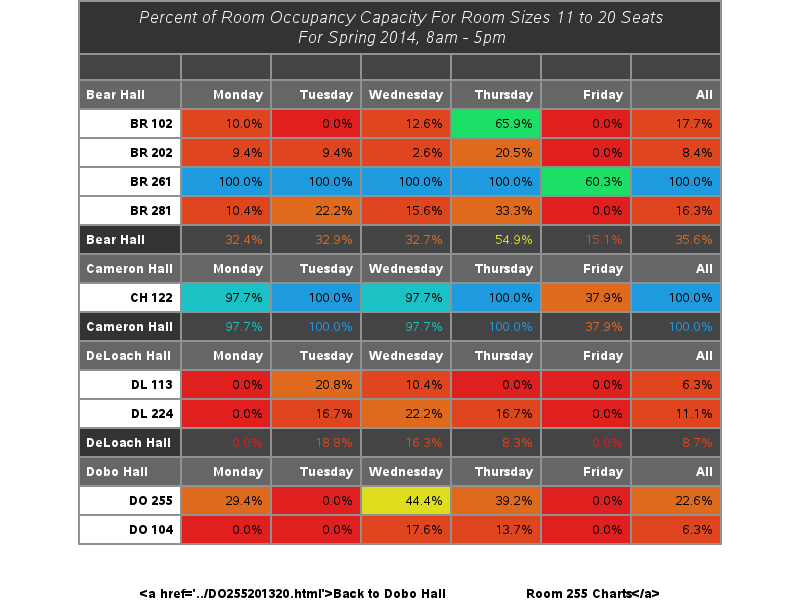 Percent of Room Occupancy Capacity For Room Sizes 11 to 20 Seats
For Spring 2014, 8am - 5pm
Bear Hall Monday Tuesday Wednesday Thursday Friday All
BR 102 10.0% 0.0% 12.6% 65.9% 0.0% 17.7%
BR 202 9.4% 9.4% 2.6% 20.5% 0.0% 8.4%
BR 261 100.0% 100.0% 100.0% 100.0% 60.3% 100.0%
BR 281 10.4% 22.2% 15.6% 33.3% 0.0% 16.3%
Bear Hall 32.4% 32.9% 32.7% 54.9% 15.1% 35.6%
Cameron Hall Monday Tuesday Wednesday Thursday Friday All
CH 122 97.7% 100.0% 97.7% 100.0% 37.9% 100.0%
Cameron Hall 97.7% 100.0% 97.7% 100.0% 37.9% 100.0%
DeLoach Hall Monday Tuesday Wednesday Thursday Friday All
DL 113 0.0% 20.8% 10.4% 0.0% 0.0% 6.3%
DL 224 0.0% 16.7% 22.2% 16.7% 0.0% 11.1%
DeLoach Hall 0.0% 18.8% 16.3% 8.3% 0.0% 8.7%
Dobo Hall Monday Tuesday Wednesday Thursday Friday All
DO 255 29.4% 0.0% 44.4% 39.2% 0.0% 22.6%
DO 104 0.0% 0.0% 17.6% 13.7% 0.0% 6.3%
<a href='../DO255201320.html'>Back to Dobo Hall Room 255 Charts</a>